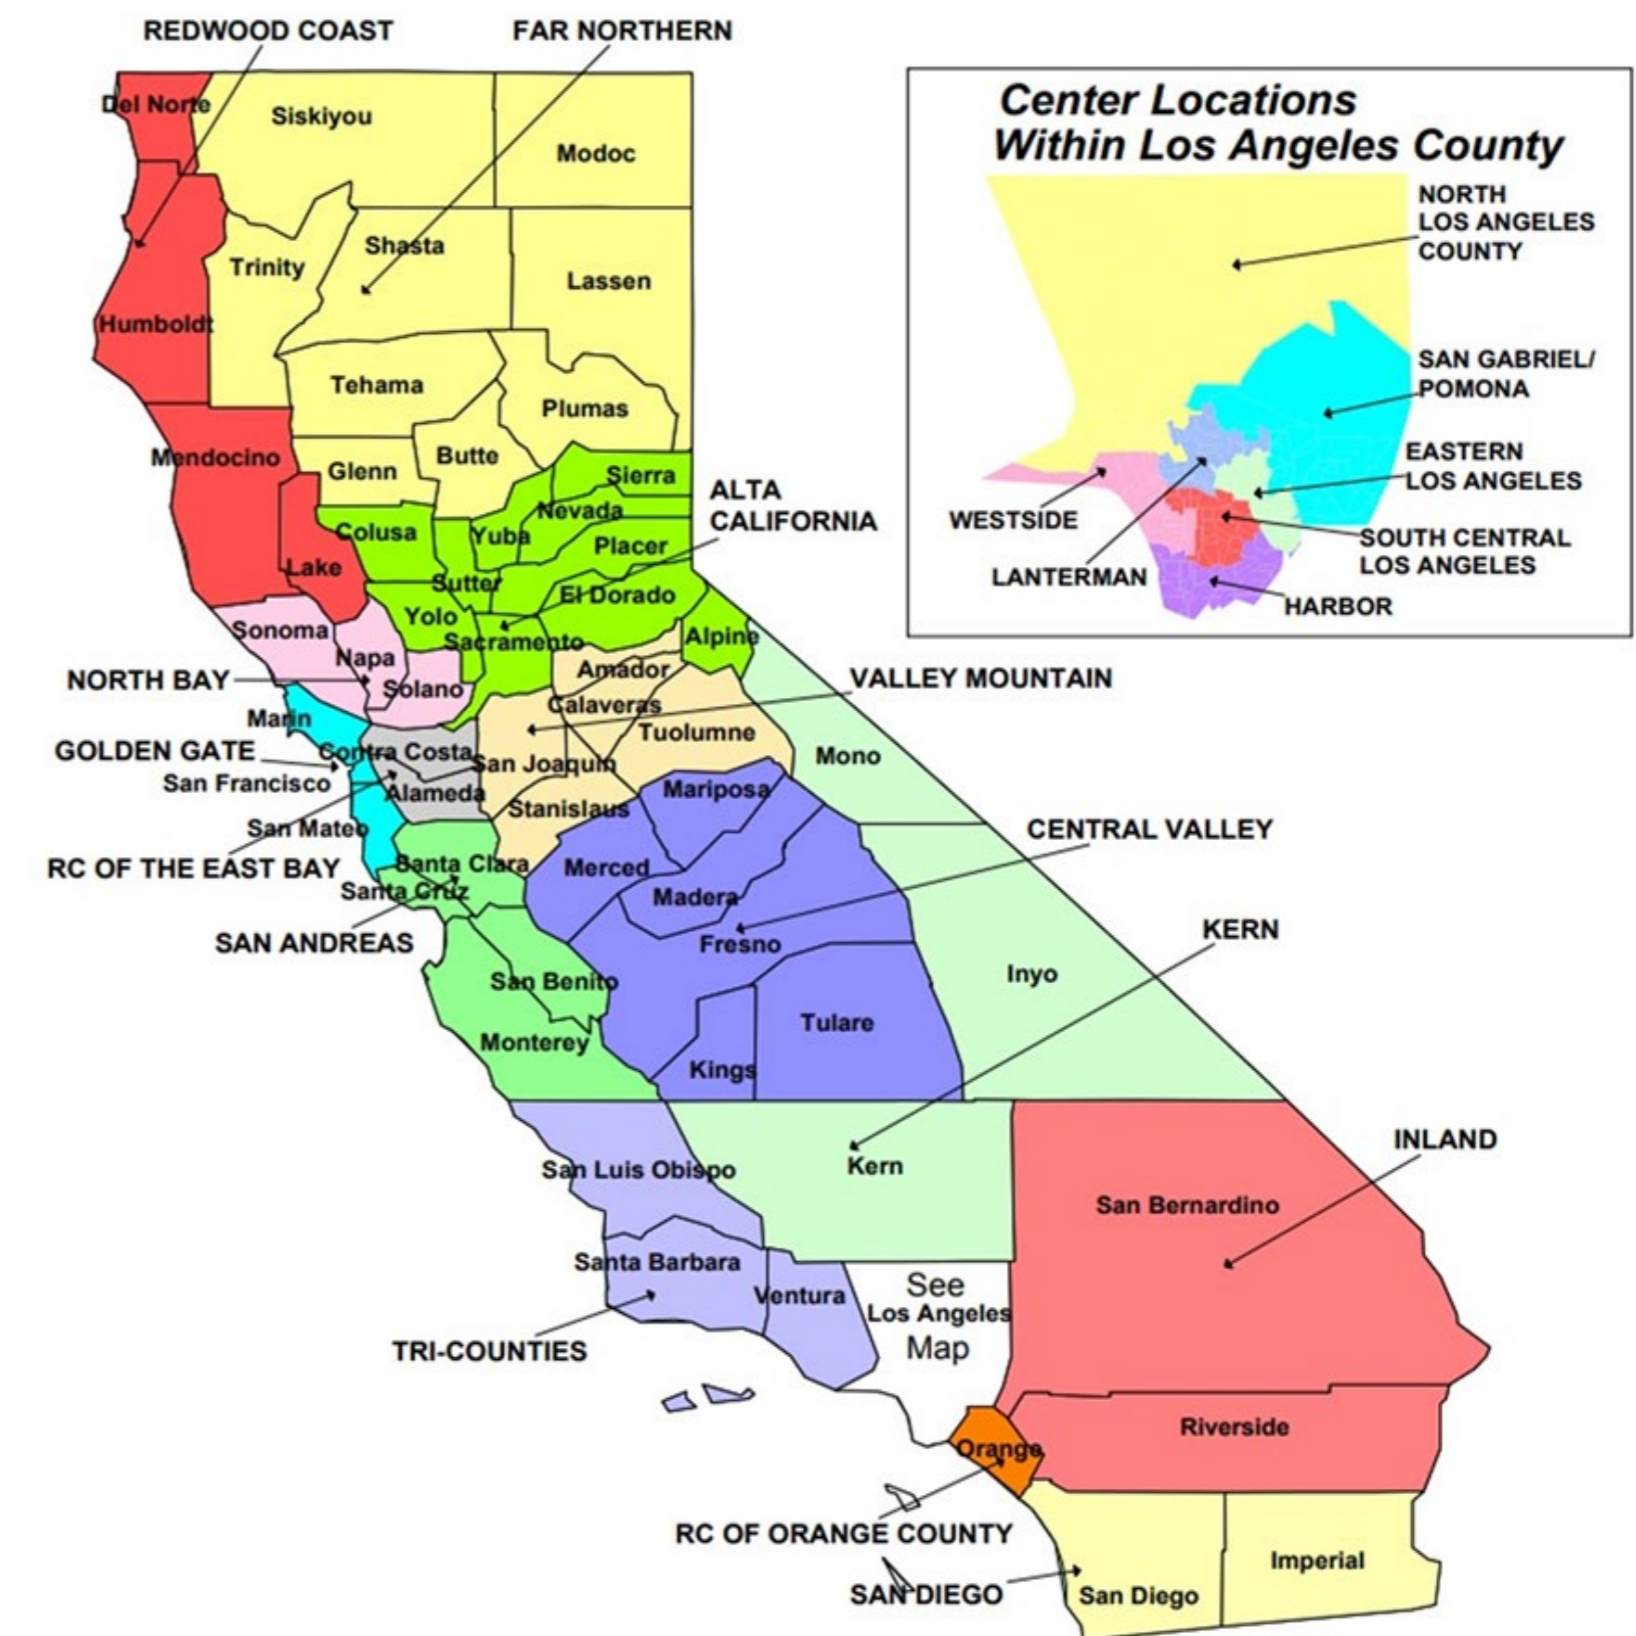 REDWOOD COAST
FAR NORTHERN
Del Norte
Siskiyou
Modoc
Shasta
Trinity
Lassen
Humboldt
Tehama
Plumas
Mendocino
Butte
Glenn
Sierra
ALTA
CALIFORNIA
Nevada
Colusa
Yuba
Placer
Lake
Sutter
El Dorado
Yolo
Sonoma
Sacramento
Alpine
Napa
Amador
NORTH BAY
Solano
VALLEY MOUNTAIN
Calaveras
Marin
Tuolumne
GOLDEN GATE
Contra Costa
Mono
San Joaquin
San Francisco
Alameda
Mariposa
Stanislaus
San Mateo
CENTRAL VALLEY
RC OF THE EAST BAY
Santa Clara
Merced
Santa Cruz
Madera
SAN ANDREAS
Fresno
KERN
San Benito
Inyo
Tulare
Monterey
Kings
INLAND
San Luis Obispo
Kern
San Bernardino
Santa Barbara
Ventura
See
Los Angeles
Map
TRI-COUNTIES
Riverside
Orange
RC OF ORANGE COUNTY
SAN DIEGO
San Diego
Imperial
Center Locations
Within Los Angeles County
NORTH
LOS ANGELES
COUNTY
SAN GABRIEL/
POMONA
EASTERN
LOS ANGELES
WESTSIDE
SOUTH CENTRAL
LOS ANGELES
LANTERMAN
HARBOR